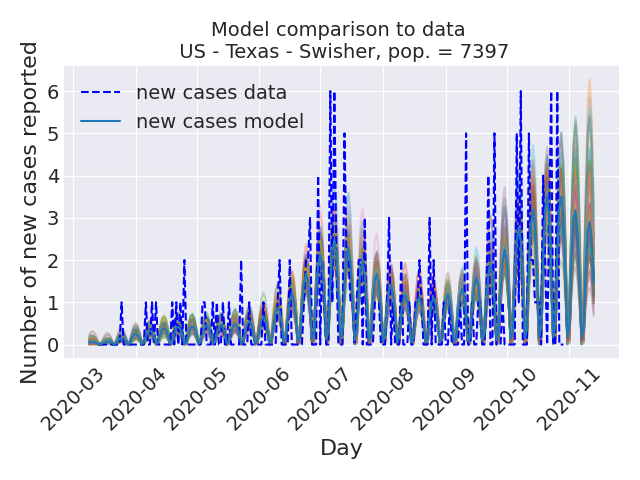 Model comparison to data
US - Texas - Swisher, pop. = 7397
Number of new cases reported
6
5
4
3
2
1
0
new cases data
new cases model
2020-03
2020-04
2020-05
2020-06
2020-07
2020-08
2020-09
2020-10
2020-11
Day